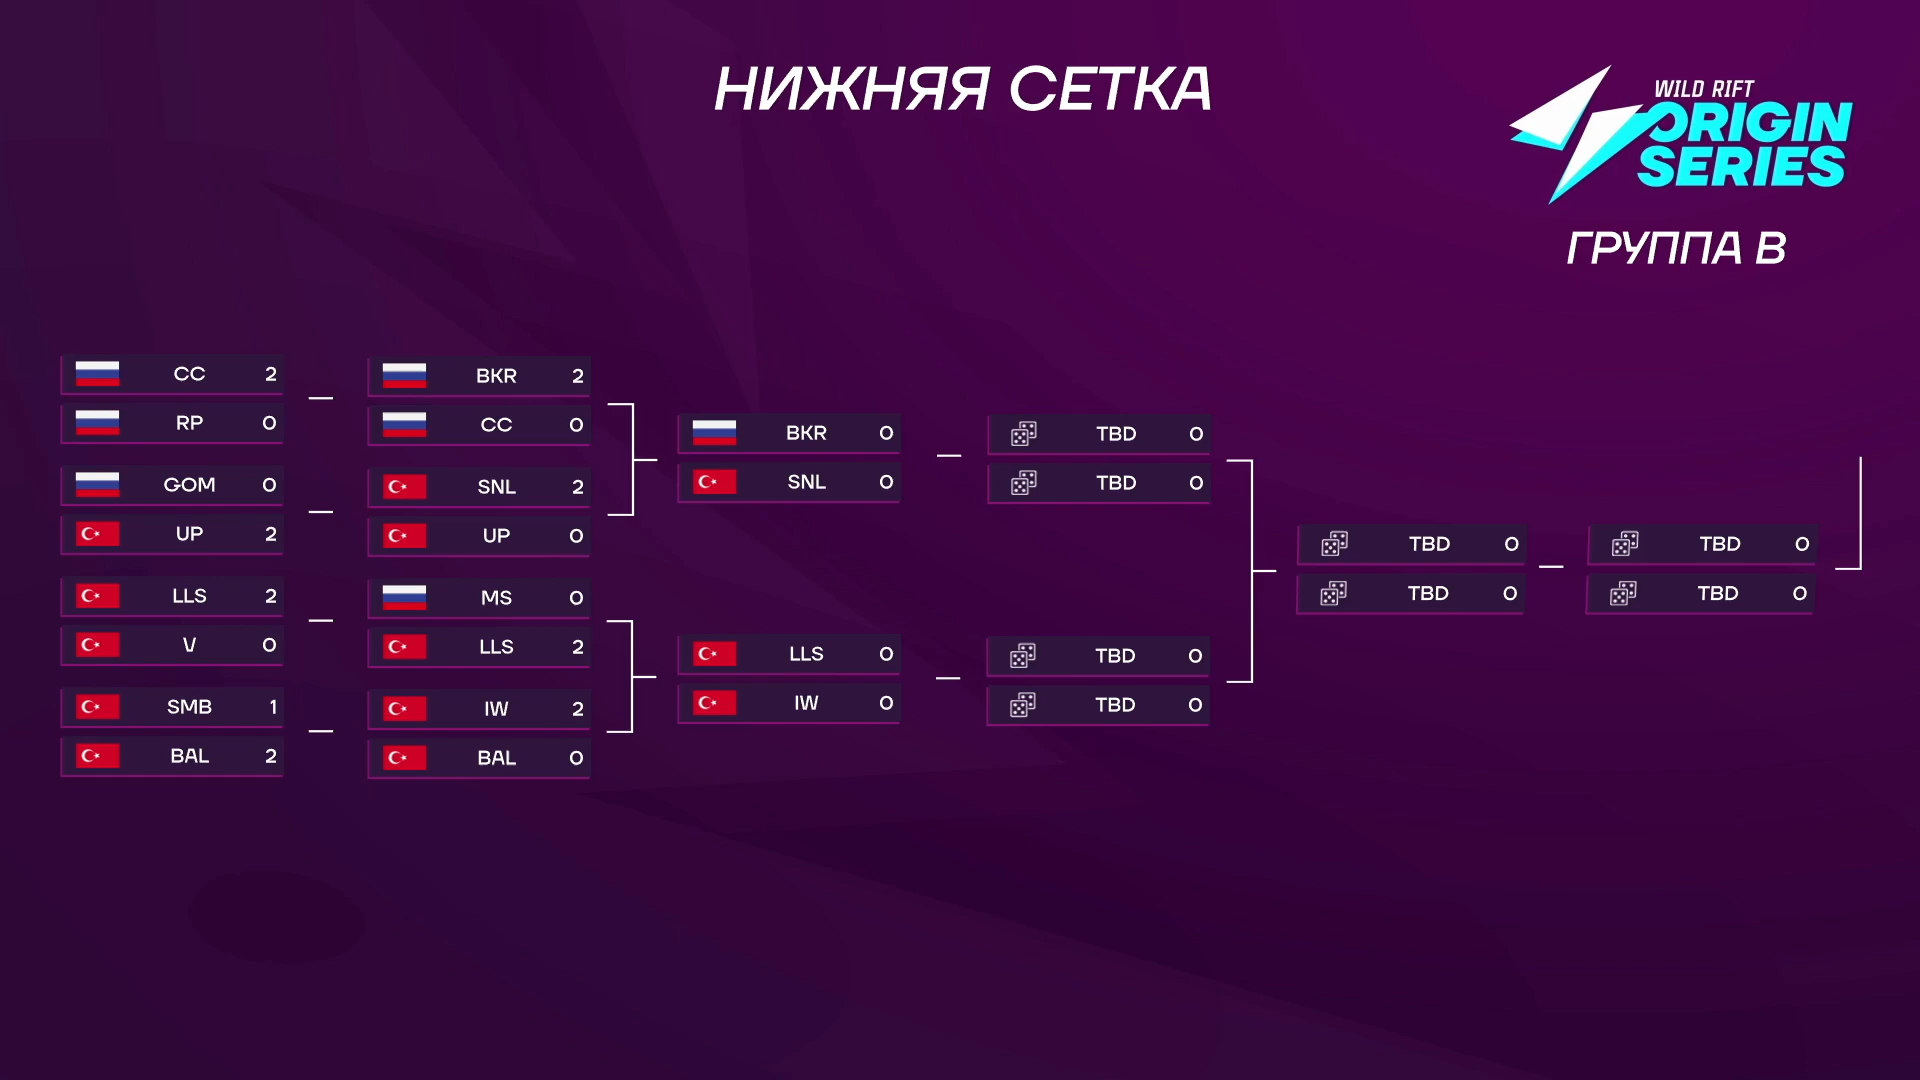 НИЖНЯЯ СЕТКА
WILD RIFT
ORIGIN
SERIES
ГРУППА B
CC 2
RP 0
GOM 0
UP 2
LLS 2
V 0
SMB 1
BAL 2
BKR 2
CC 0
SNL 2
UP 0
MS 0
LLS 2
IW 2
BAL 0
BKR 0
SNL 0
LLS 0
IW 0
TBD 0
TBD 0
TBD 0
TBD 0
TBD 0
TBD 0
TBD 0
TBD 0